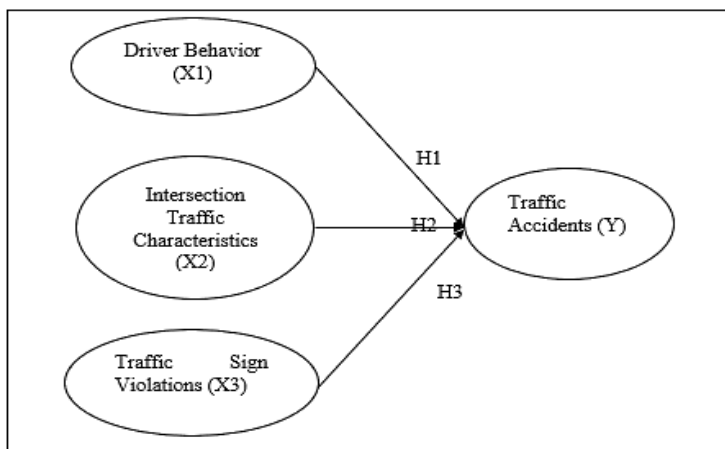 Driver Behavior
(X1)
H1
Intersection
Traffic
Characteristics
(X2)
H2
Traffic
Accidents (Y)
H3
Traffic Sign
Violations (X3)